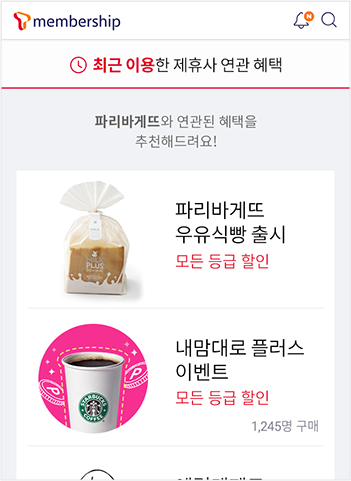 membership
N
최근 이용한 제휴사 연관 혜택
파리바게뜨와 연관된 혜택을
추천해드려요!
PLUS
파리바게뜨
우유식빵 출시
모든 등급 할인
STARBUCKS
COFFEE
내맘대로 플러스
이벤트
모든 등급 할인
1,245명 구매